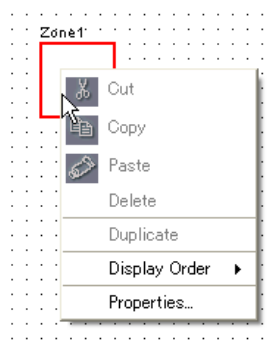 Zone1
Cut
Copy
Paste
Delete
Duplicate
Display Order
Properties...